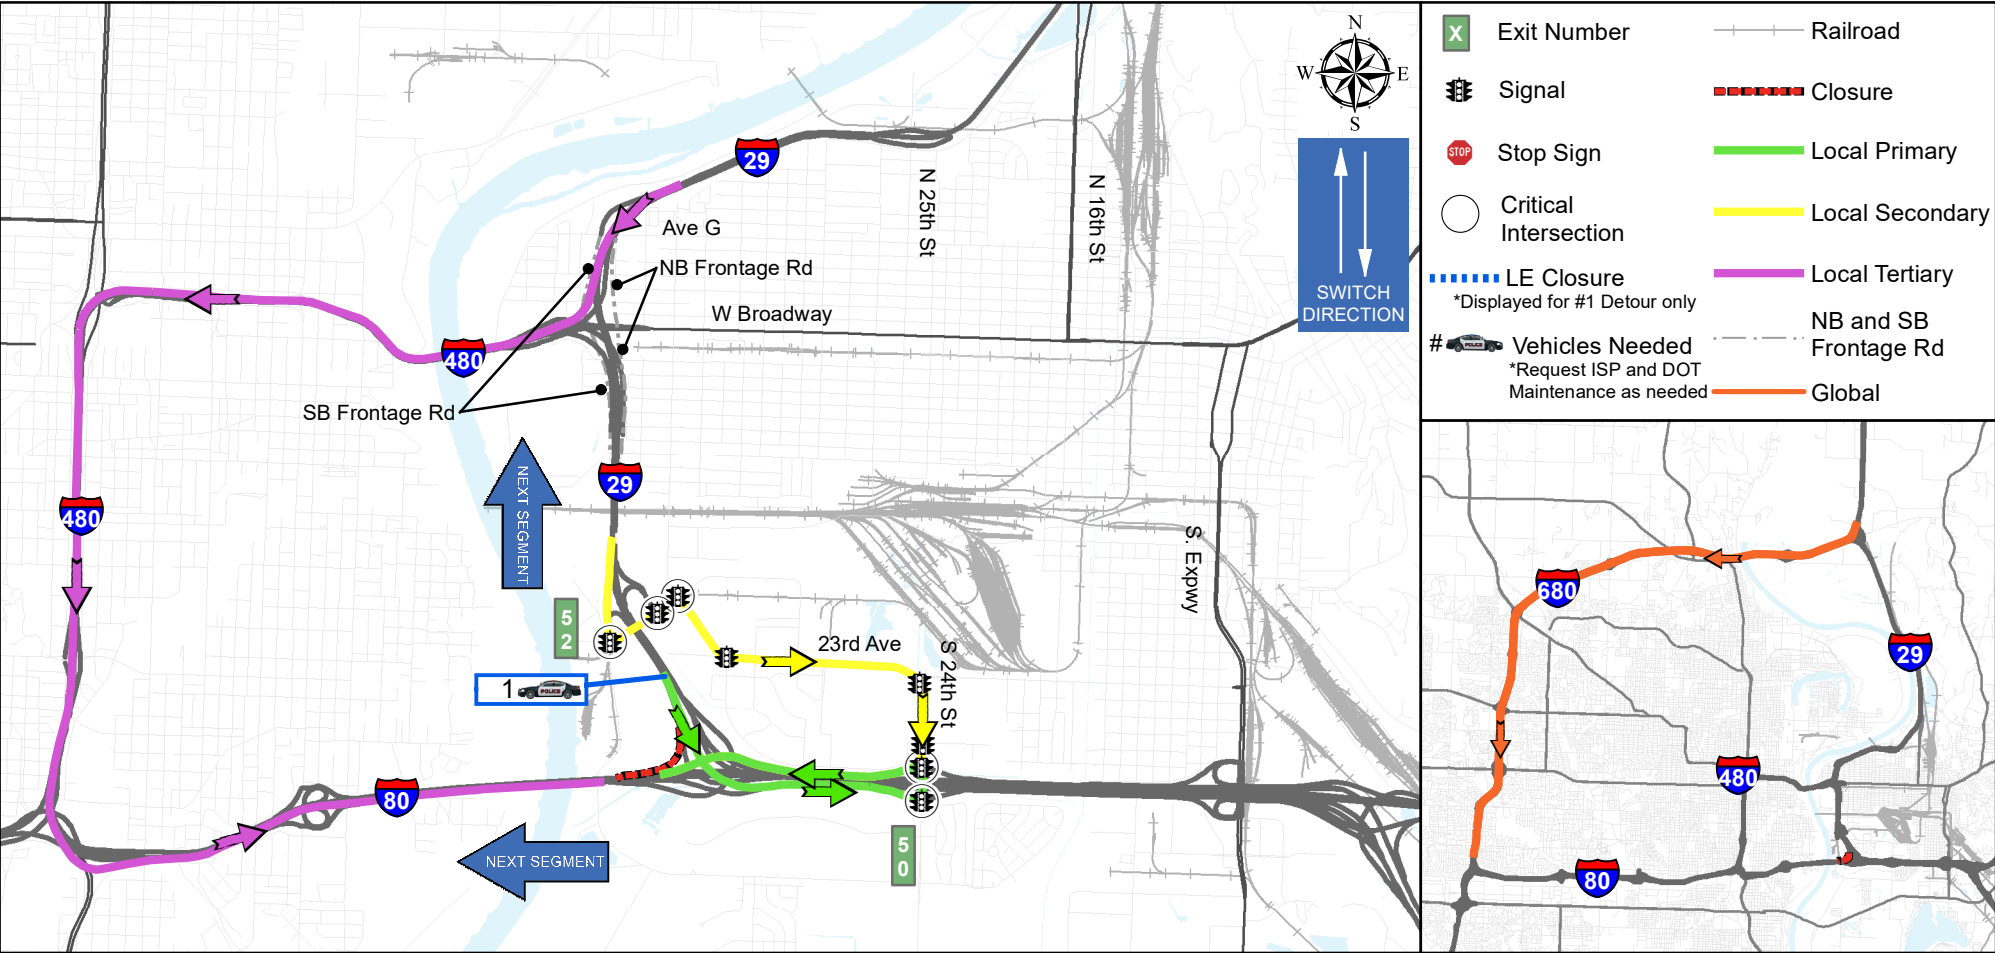 29
N
W
E
S
SWITCH
DIRECTION
N 25th St
N 16th St
Ave G
NB Frontage Rd
W Broadway
480
SB Frontage Rd
29
NEXT SEGMENT
480
S. Expwy
5
2
23rd Ave
S 24th St
1
POLICE
80
NEXT SEGMENT
5
0
X
Exit Number
Signal
STOP
Stop Sign
Critical
Intersection
LE Closure
*Displayed for #1 Detour only
#
POLICE
Vehicles Needed
*Request ISP and DOT
Maintenance as needed
Railroad
Closure
Local Primary
Local Secondary
Local Tertiary
NB and SB
Frontage Rd
Global
680
29
480
80